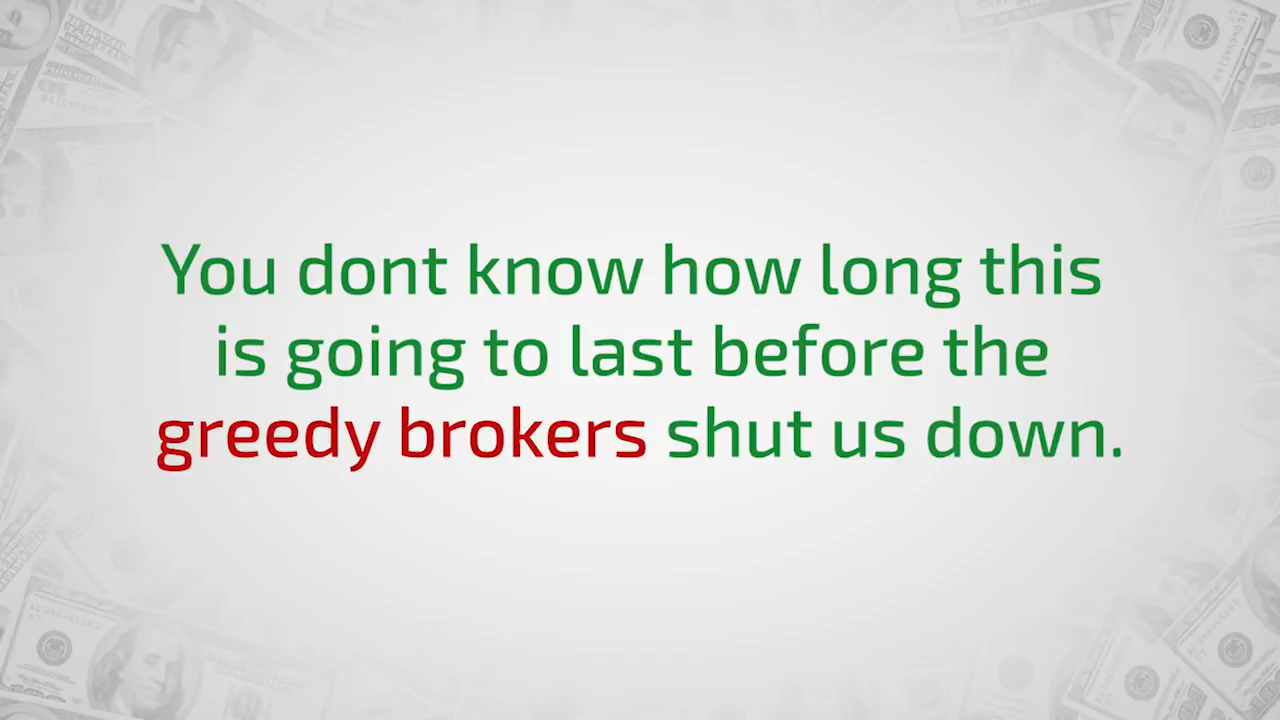 You dont know how long this
is going to last before the
greedy brokers shut us down.